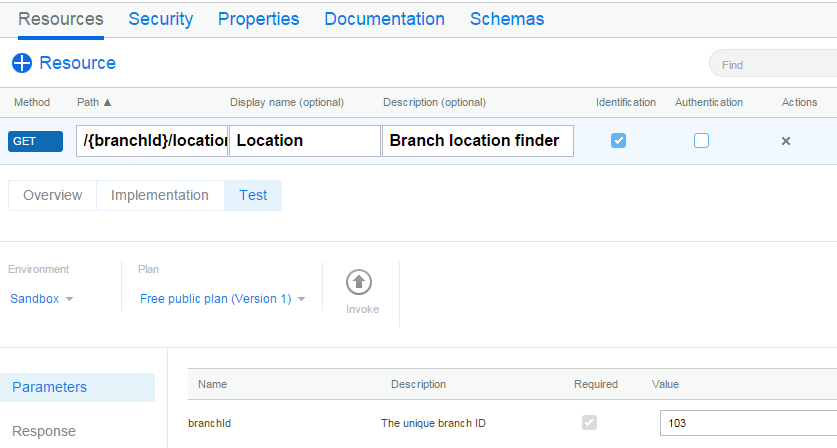 Resources Security Properties Documentation Schemas
Resource
Find
Method Path ▲ Display name (optional) Description (optional) Identification Authentication Actions
GET /{branchId}/location Location Branch location finder
Overview Implementation Test
Environment Plan
Sandbox Free public plan (Version 1)
Invoke
Parameters
Response
Name Description Required Value
branchId The unique branch ID 103